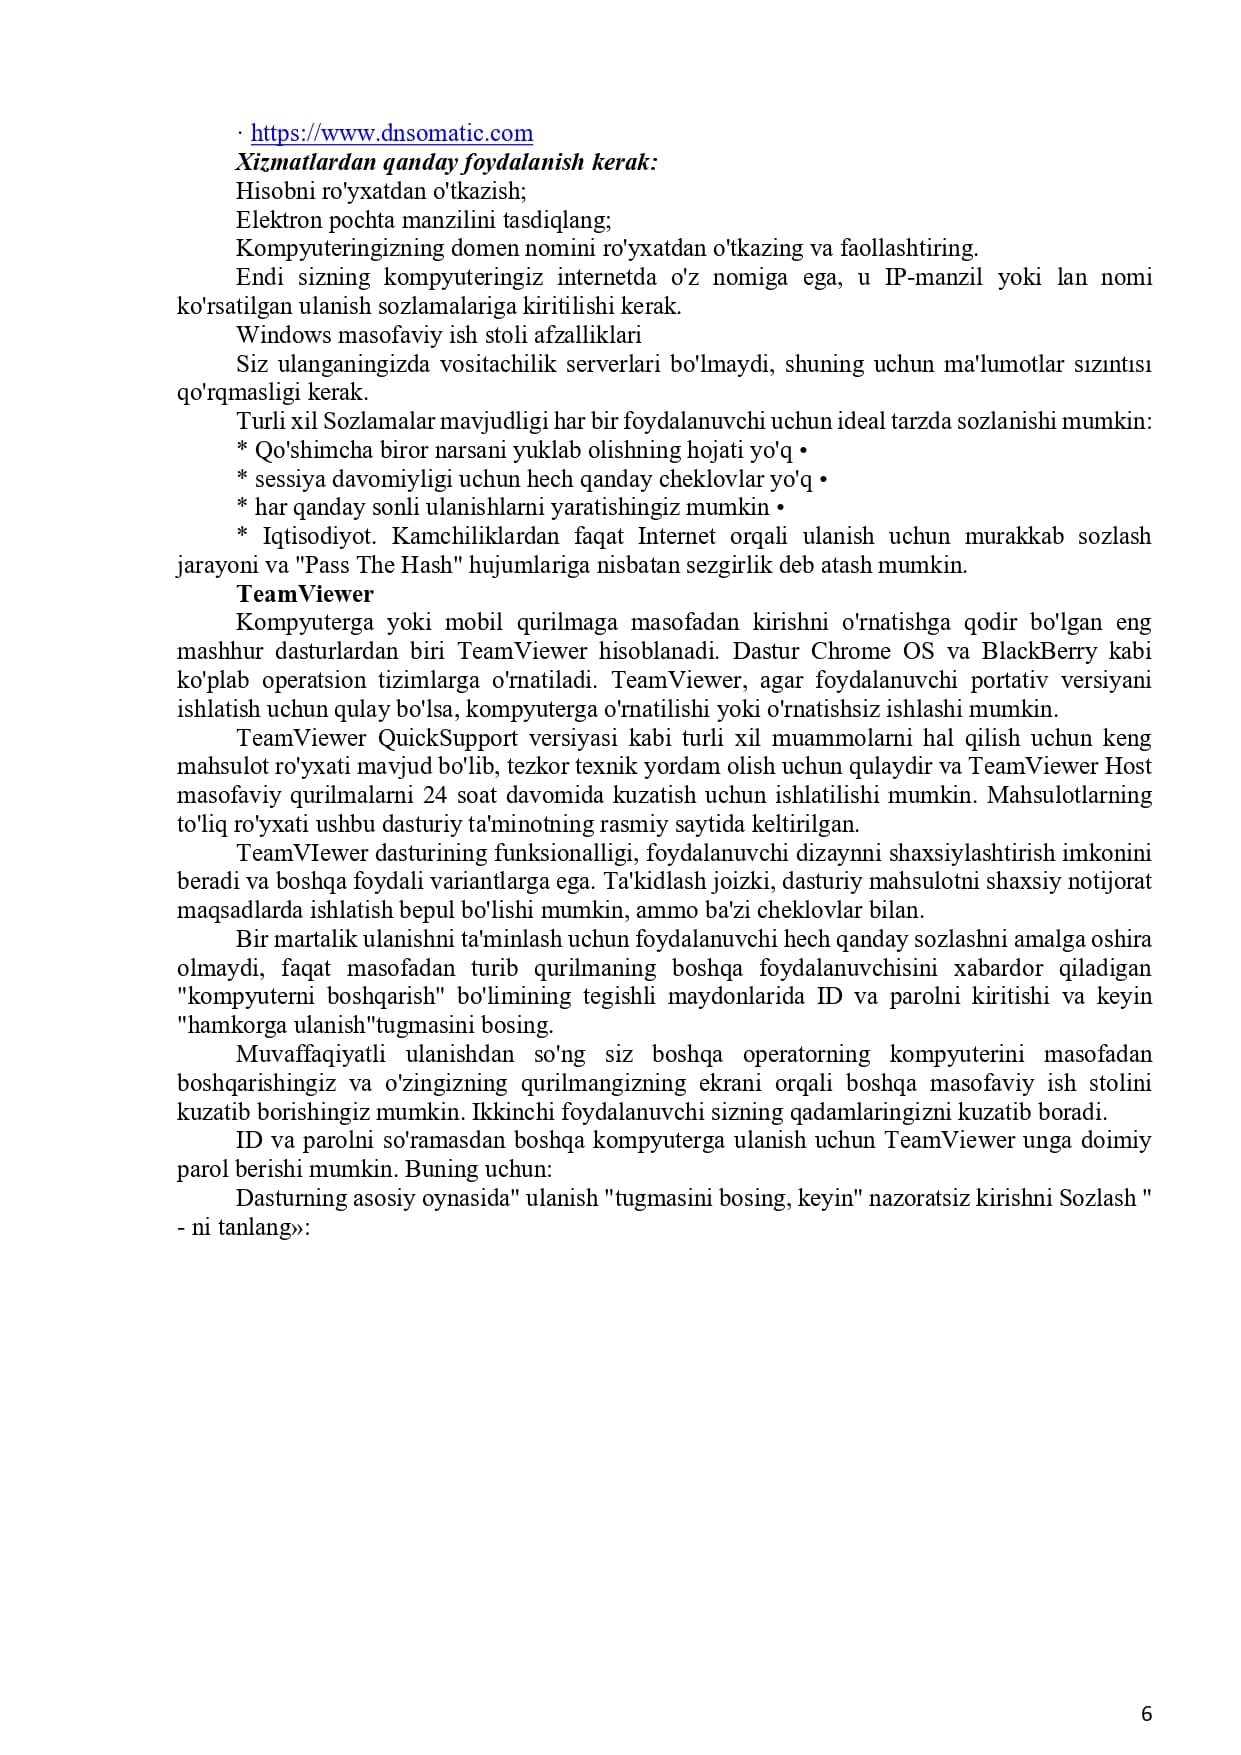 · https://www.dnsomatic.com
Xizmatlardan qanday foydalanish kerak:
Hisobni ro'yxatdan o'tkazish;
Elektron pochta manzilini tasdiqlang;
Kompyuteringizning domen nomini ro'yxatdan o'tkazing va faollashtiring.
Endi sizning kompyuteringiz internetda o'z nomiga ega, u IP-manzil yoki lan nomi
ko'rsatilgan ulanish sozlamalariga kiritilishi kerak.
Windows masofaviy ish stoli afzalliklari
Siz ulanganingizda vositachilik serverlari bo'lmaydi, shuning uchun ma'lumotlar sızıntısı
qo'rqmasligi kerak.
Turli xil Sozlamalar mavjudligi har bir foydalanuvchi uchun ideal tarzda sozlanishi mumkin:
* Qo'shimcha biror narsani yuklab olishning hojati yo'q •
* sessiya davomiyligi uchun hech qanday cheklovlar yo'q •
* har qanday sonli ulanishlarni yaratishingiz mumkin •
* Iqtisodiyot. Kamchiliklardan faqat Internet orqali ulanish uchun murakkab sozlash
jarayoni va "Pass The Hash" hujumlariga nisbatan sezgirlik deb atash mumkin.
TeamViewer
Kompyuterga yoki mobil qurilmaga masofadan kirishni o'rnatishga qodir bo'lgan eng
mashhur dasturlardan biri TeamViewer hisoblanadi. Dastur Chrome OS va BlackBerry kabi
ko'plab operatsion tizimlarga o'rnatiladi. TeamViewer, agar foydalanuvchi portativ versiyani
ishlatish uchun qulay bo'lsa, kompyuterga o'rnatilishi yoki o'rnatishsiz ishlashi mumkin.
TeamViewer QuickSupport versiyasi kabi turli xil muammolarni hal qilish uchun keng
mahsulot ro'yxati mavjud bo'lib, tezkor texnik yordam olish uchun qulaydir va TeamViewer Host
masofaviy qurilmalarni 24 soat davomida kuzatish uchun ishlatilishi mumkin. Mahsulotlarning
to'liq ro'yxati ushbu dasturiy ta'minotning rasmiy saytida keltirilgan.
TeamVIewer dasturining funksionalligi, foydalanuvchi dizaynni shaxsiylashtirish imkonini
beradi va boshqa foydali variantlarga ega. Ta'kidlash joizki, dasturiy mahsulotni shaxsiy notijorat
maqsadlarda ishlatish bepul bo'lishi mumkin, ammo ba'zi cheklovlar bilan.
Bir martalik ulanishni ta'minlash uchun foydalanuvchi hech qanday sozlashni amalga oshira
olmaydi, faqat masofadan turib qurilmaning boshqa foydalanuvchisini xabardor qiladigan
"kompyuterni boshqarish" bo'limining tegishli maydonlarida ID va parolni kiritishi va keyin
"hamkorga ulanish"tugmasini bosing.
Muvaffaqiyatli ulanishdan so'ng siz boshqa operatorning kompyuterini masofadan
boshqarishingiz va o'zingizning qurilmangizning ekrani orqali boshqa masofaviy ish stolini
kuzatib borishingiz mumkin. Ikkinchi foydalanuvchi sizning qadamlaringizni kuzatib boradi.
ID va parolni so'ramasdan boshqa kompyuterga ulanish uchun TeamViewer unga doimiy
parol berishi mumkin. Buning uchun:
Dasturning asosiy oynasida" ulanish "tugmasini bosing, keyin" nazoratsiz kirishni Sozlash "
- ni tanlang»:
6